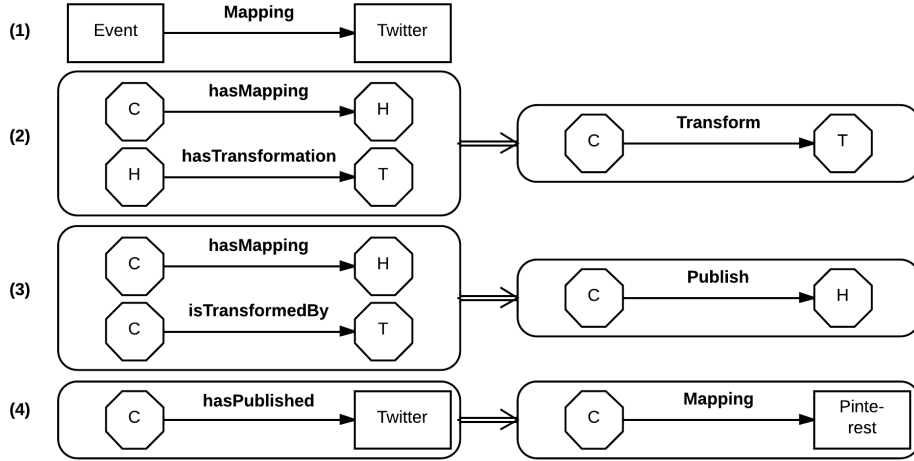 Mapping
(1) Event Twitter
hasMapping
C H
Transform
(2) C T
hasTransformation
H T
hasMapping
C H
Publish
(3) C H
isTransformedBy
C T
hasPublished Mapping
(4) C Twitter C Pinte-
rest